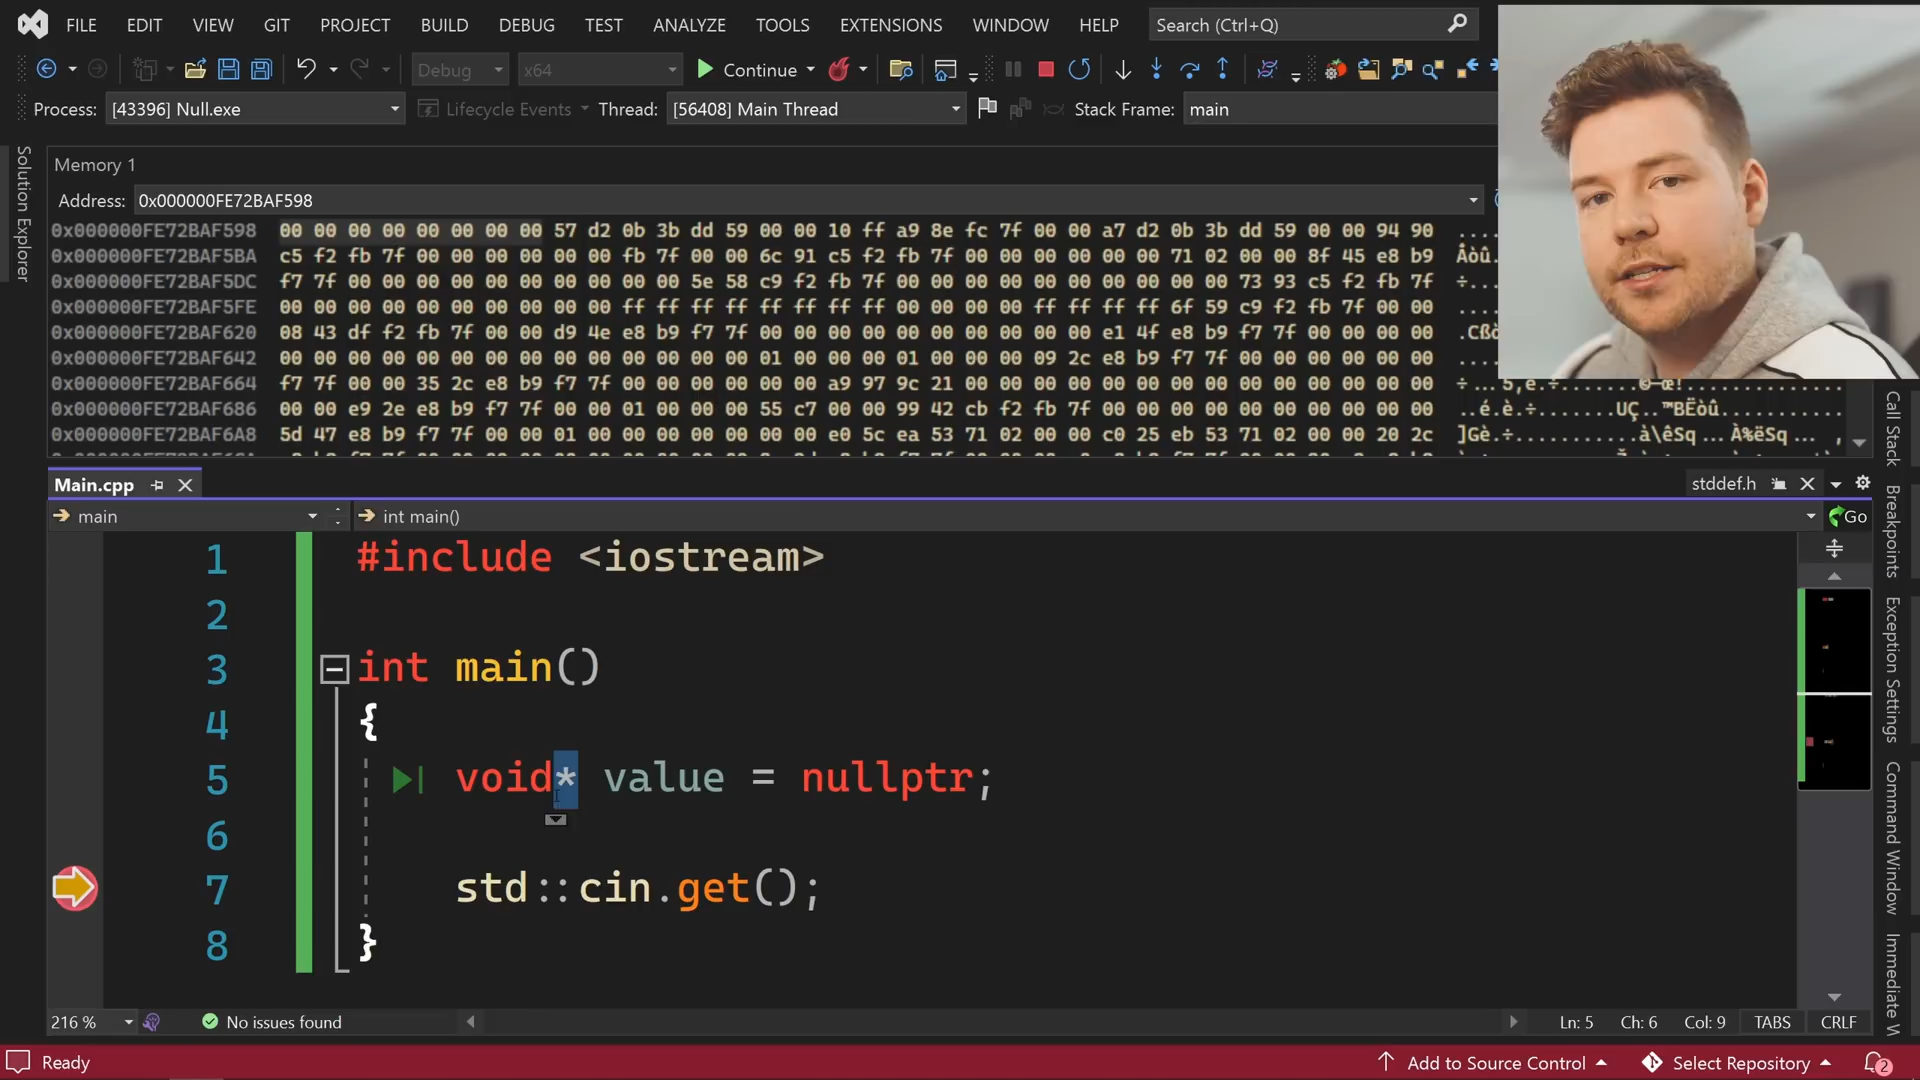 FILE EDIT VIEW GIT PROJECT BUILD DEBUG TEST ANALYZE TOOLS EXTENSIONS WINDOW HELP Search (Ctrl+Q)
Debug x64 Continue
Process: [43396] Null.exe Lifecycle Events Thread: [56408] Main Thread Stack Frame: main
Solution Explorer
Memory 1
Address: 0x000000FE72BAF598
0x000000FE72BAF598 00 00 00 00 00 00 00 00 57 d2 0b 3b dd 59 00 00 10 ff a9 8e fc 7f 00 00 a7 d2 0b 3b dd 59 00 00 94 90
0x000000FE72BAF5BA c5 f2 fb 7f 00 00 00 00 fb 7f 00 00 6c 91 c5 f2 fb 7f 00 00 00 00 00 00 71 02 00 00 8f 45 e8 b9 Åòû.
0x000000FE72BAF5DC f7 7f 00 00 00 00 00 00 00 00 00 00 5e 58 c9 f2 fb 7f 00 00 00 00 00 00 00 00 73 93 c5 f2 fb 7f ÷...
0x000000FE72BAF5FE 00 00 00 00 00 00 00 00 00 00 ff ff ff ff ff ff ff ff 00 00 00 00 ff ff ff ff 6f 59 c9 f2 fb 7f ....
0x000000FE72BAF620 08 43 df f2 fb 7f 00 00 d9 4e e8 b9 f7 7f 00 00 00 00 00 00 00 00 00 00 e1 4f e8 b9 f7 7f 00 00 00 00 .Cßò
0x000000FE72BAF642 00 00 00 00 00 00 00 00 00 00 00 00 00 00 01 00 00 00 01 00 00 00 09 2c e8 b9 f7 7f 00 00 00 00 00 00 ....
0x000000FE72BAF664 f7 7f 00 00 35 2c e8 b9 f7 7f 00 00 00 00 00 00 00 00 a9 97 9c 21 00 00 00 00 00 00 00 00 00 00 00 00
0x000000FE72BAF686 00 00 e9 2e e8 b9 f7 7f 00 00 01 00 00 00 55 c7 00 00 99 42 cb f2 fb 7f 00 00 00 00 00 00 00 00 00 00 ..é.è.÷.......UÇ..™BËòû............
0x000000FE72BAF6A8 5d 47 e8 b9 f7 7f 00 00 01 00 00 00 00 00 00 00 e0 5c ea 53 71 02 00 00 c0 25 eb 53 71 02 00 00 20 2c ]Gè.÷...........à\êSq...À%ëSq... ,
Main.cpp stddef.h
main int main() Go
1 #include <iostream>
2
3 int main()
4 {
5 void* value = nullptr;
6
7 std::cin.get();
8 }
Call Stack
Breakpoints
Exception Settings
Command Window
Immediate W
216 % No issues found Ln: 5 Ch: 6 Col: 9 TABS CRLF
Ready Add to Source Control Select Repository 2